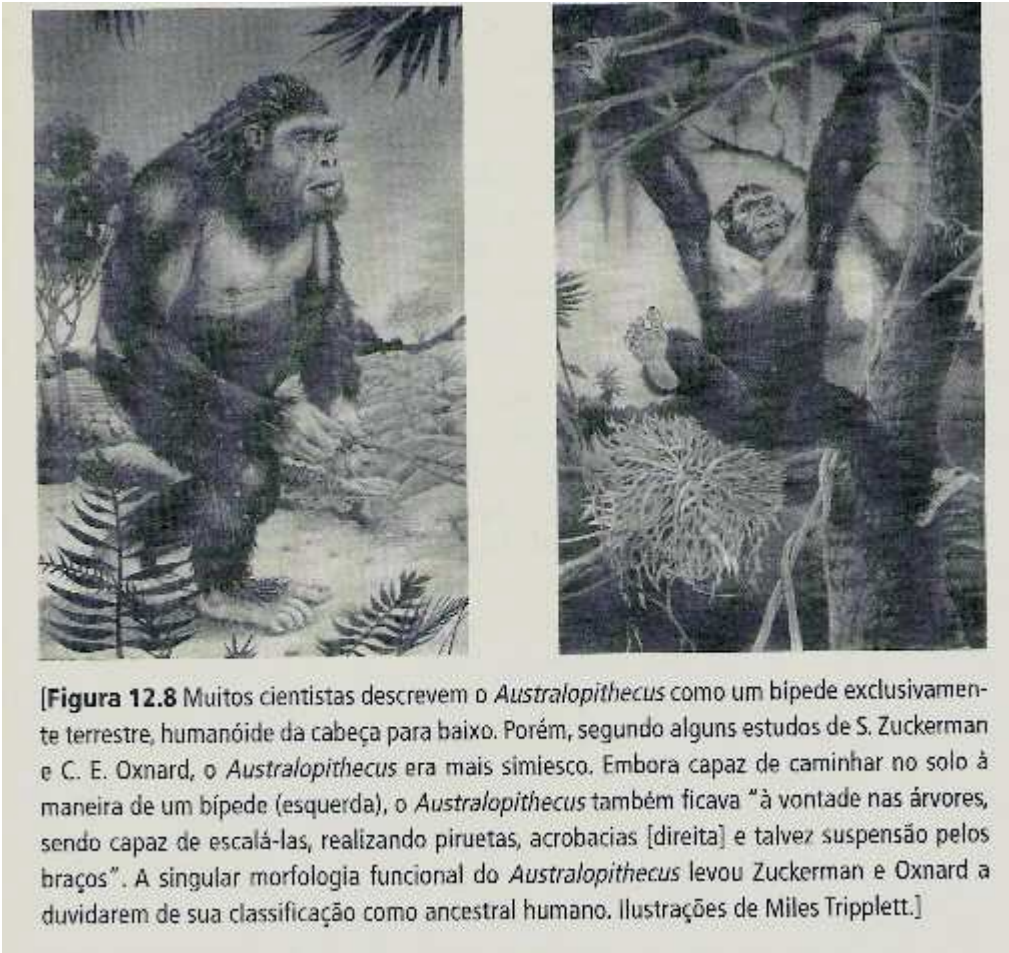 [Figura 12.8 Muitos cientistas descrevem o Australopithecus como um bípede exclusivamen-
te terrestre, humanóide da cabeça para baixo. Porém, segundo alguns estudos de S. Zuckerman
e C. E. Oxnard, o Australopithecus era mais simiesco. Embora capaz de caminhar no solo à
maneira de um bípede (esquerda), o Australopithecus também ficava "à vontade nas árvores,
sendo capaz de escalá-las, realizando piruetas, acrobacias [direita] e talvez suspensão pelos
braços". A singular morfologia funcional do Australopithecus levou Zuckerman e Oxnard a
duvidarem de sua classificação como ancestral humano. Ilustrações de Miles Tripplett.]